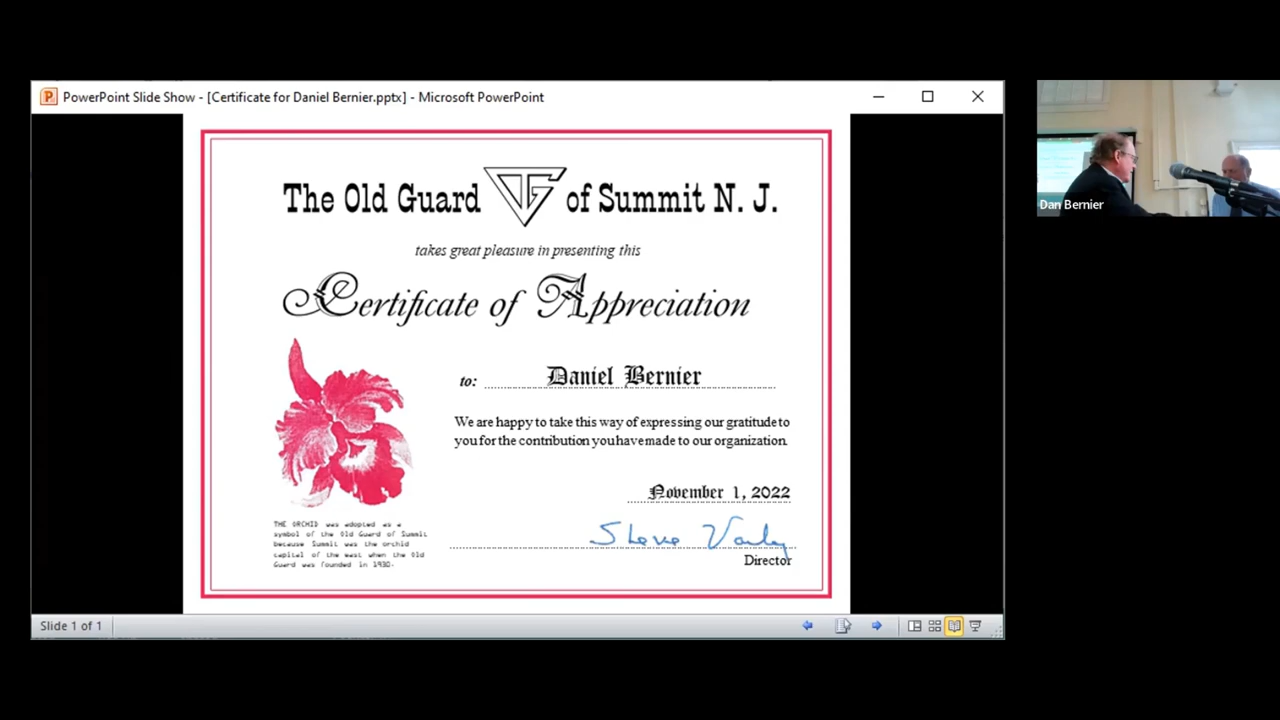 PowerPoint Slide Show - [Certificate for Daniel Bernier.pptx] - Microsoft PowerPoint
The Old Guard OG of Summit N. J.
takes great pleasure in presenting this
Certificate of Appreciation
to: Daniel Bernier
We are happy to take this way of expressing our gratitude to
you for the contribution you have made to our organization.
November 1, 2022
Steve Varley
Director
THE ORCHID was adopted as a
symbol of the Old Guard of Summit
because Summit was the orchid
capital of the east when the Old
Guard was founded in 1930.
Slide 1 of 1
Dan Bernier